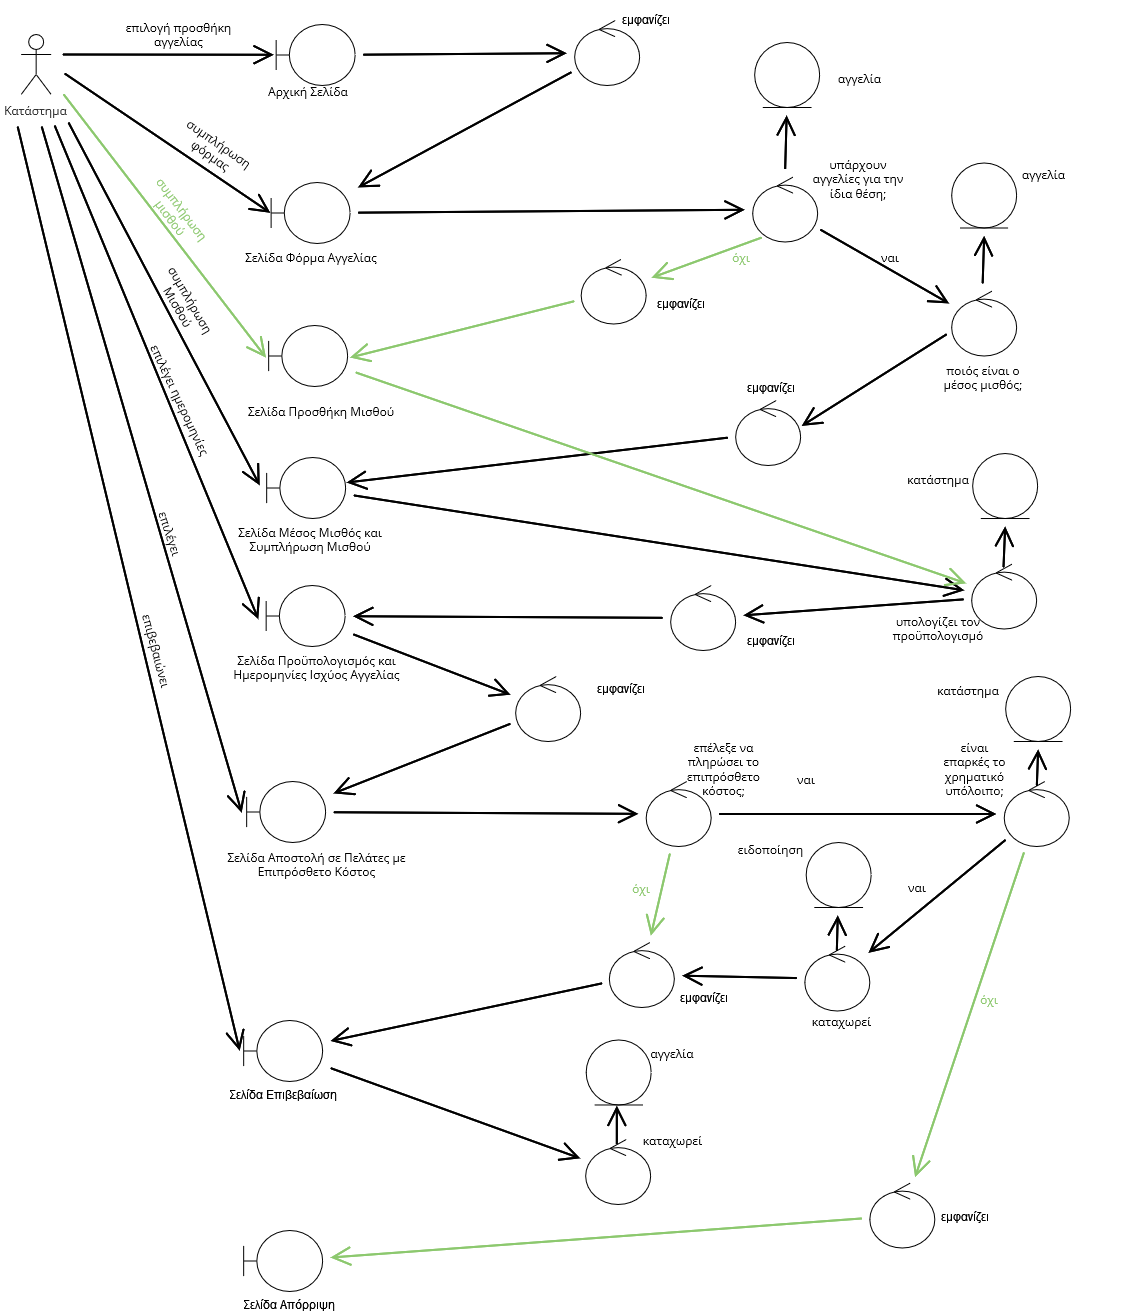 επιλογή προσθήκη
αγγελίας
εμφανίζει
Αρχική Σελίδα
Κατάστημα
αγγελία
συμπλήρωση
φόρμας
υπάρχουν
αγγελίες για την
ίδια θέση;
αγγελία
συμπλήρωση
μισθού
Σελίδα Φόρμα Αγγελίας
όχι
ναι
εμφανίζει
συμπλήρωση
Μισθού
ποιός είναι ο
μέσος μισθός;
επιλέγει ημερομηνίες
εμφανίζει
Σελίδα Προσθήκη Μισθού
κατάστημα
Σελίδα Μέσος Μισθός και
Συμπλήρωση Μισθού
επιλέγει
υπολογίζει τον
προϋπολογισμό
εμφανίζει
επιβεβαιώνει
Σελίδα Προϋπολογισμός και
Ημερομηνίες Ισχύος Αγγελίας
εμφανίζει
κατάστημα
επέλεξε να
πληρώσει το
επιπρόσθετο
κόστος;
ναι
είναι
επαρκές το
χρηματικό
υπόλοιπο;
Σελίδα Αποστολή σε Πελάτες με
Επιπρόσθετο Κόστος
ειδοποίηση
όχι
ναι
εμφανίζει
όχι
καταχωρεί
αγγελία
Σελίδα Επιβεβαίωση
καταχωρεί
εμφανίζει
Σελίδα Απόρριψη